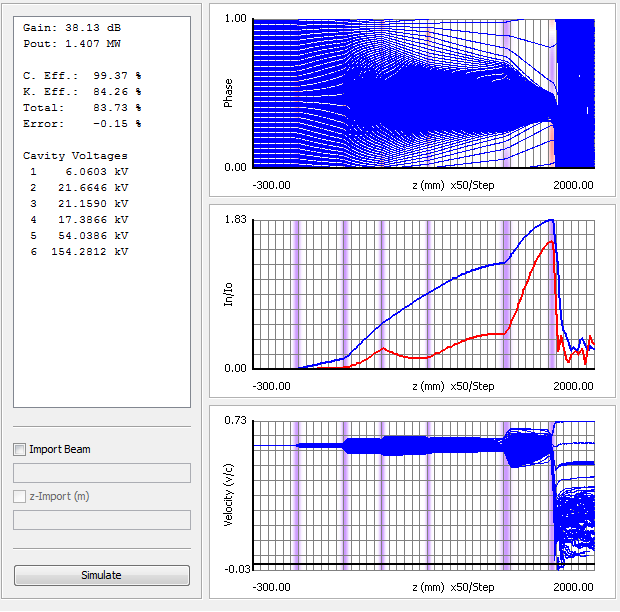 Gain: 38.13 dB
Pout: 1.407 MW
C. Eff.: 99.37 %
K. Eff.: 84.26 %
Total: 83.73 %
Error: -0.15 %
Cavity Voltages
1 6.0603 kV
2 21.6646 kV
3 21.1590 kV
4 17.3866 kV
5 54.0386 kV
6 154.2812 kV
Import Beam
z-Import (m)
Simulate
1.00
Phase
0.00
-300.00 z (mm) x50/Step 2000.00
1.83
In/Io
0.00
-300.00 z (mm) x50/Step 2000.00
0.73
Velocity (v/c)
-0.03
-300.00 z (mm) x50/Step 2000.00